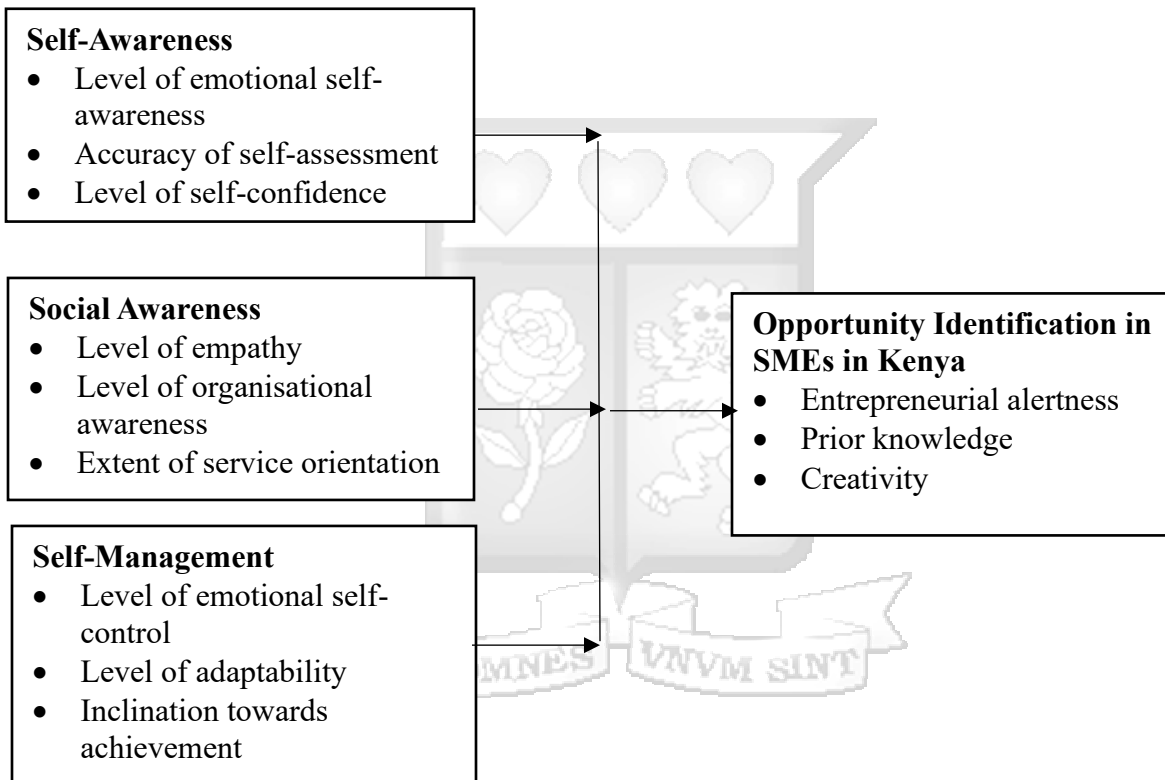 Self-Awareness
• Level of emotional self-
awareness
• Accuracy of self-assessment
• Level of self-confidence
Social Awareness
• Level of empathy
• Level of organisational
awareness
• Extent of service orientation
Self-Management
• Level of emotional self-
control
• Level of adaptability
• Inclination towards
achievement
Opportunity Identification in
SMEs in Kenya
• Entrepreneurial alertness
• Prior knowledge
• Creativity
OMNES VNVM SINT